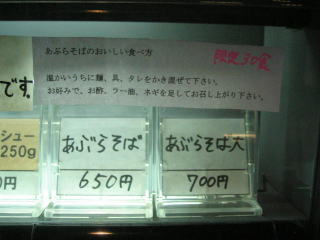 あぶらそばのおいしい食べ方
限定30食
温かいうちに麺、具、タレをかき混ぜて下さい。
お好みで、お酢、ラー油、ネギを足してお召し上がり下さい。
です。
シュー
250g
0円
あぶらそば
650円
あぶらそば大
700円